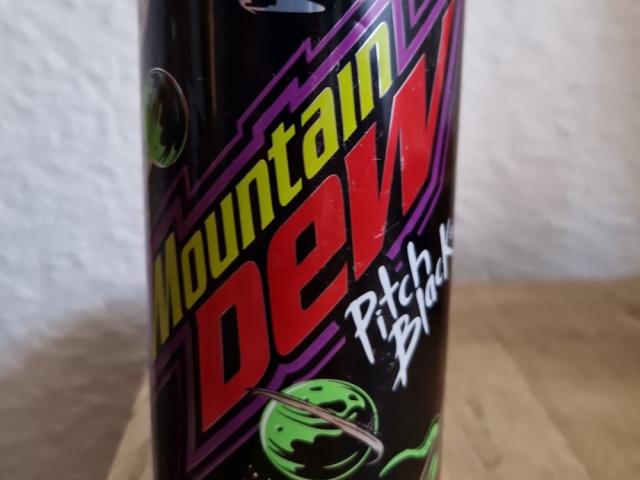 Mountain
Dew
Pitch
Black